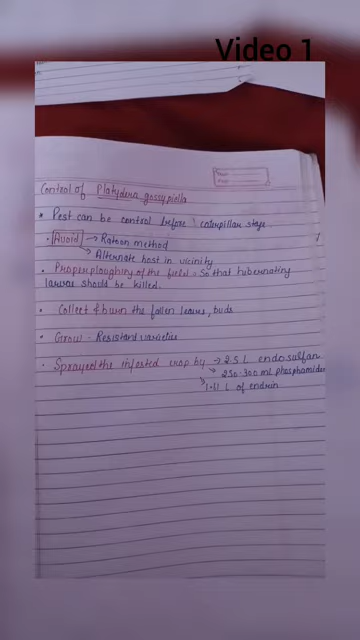 Video 1
Control of Platydera gossypiella
* Pest can be control before caterpillar stage.
• Avoid → Ratoon method
→ Alternate host in vicinity
• Proper ploughing of the field - So that hibernating
larvae should be killed.
• Collect & burn the fallen leaves, buds
• Grow - Resistant varieties
• Sprayed the infested crop by → 2.5 L endosulfan
→ 250-300 mL phosphamidon
L of endrin